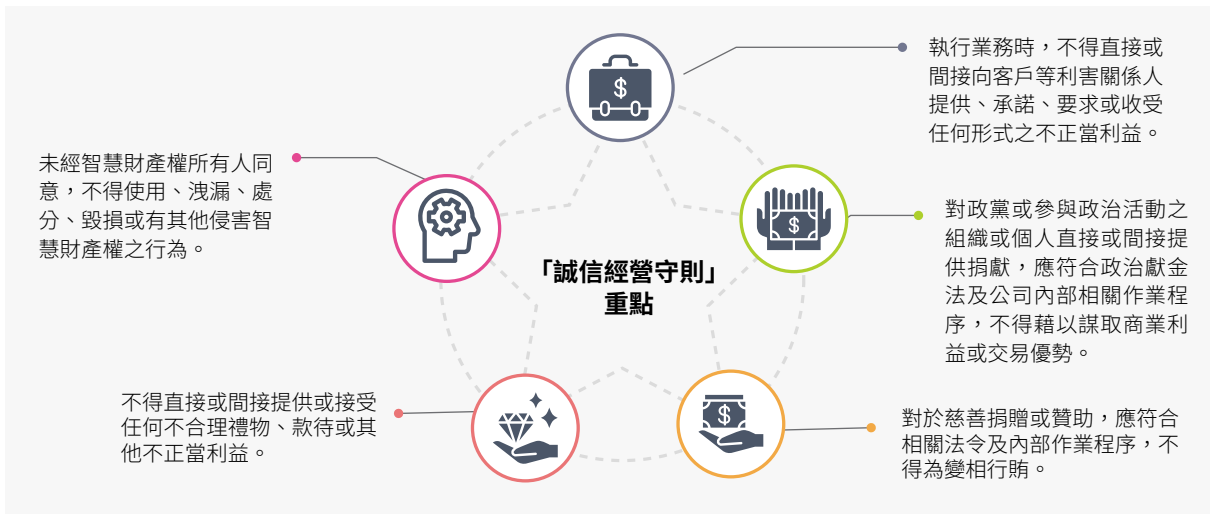 執行業務時，不得直接或
間接向客戶等利害關係人
提供、承諾、要求或收受
任何形式之不正當利益。
未經智慧財產權所有人同
意，不得使用、洩漏、處
分、毀損或有其他侵害智
慧財產權之行為。
對政黨或參與政治活動之
組織或個人直接或間接提
供捐獻，應符合政治獻金
法及公司內部相關作業程
序，不得藉以謀取商業利
益或交易優勢。
「誠信經營守則」
重點
不得直接或間接提供或接受
任何不合理禮物、款待或其
他不正當利益。
對於慈善捐贈或贊助，應符合
相關法令及內部作業程序，不
得為變相行賄。